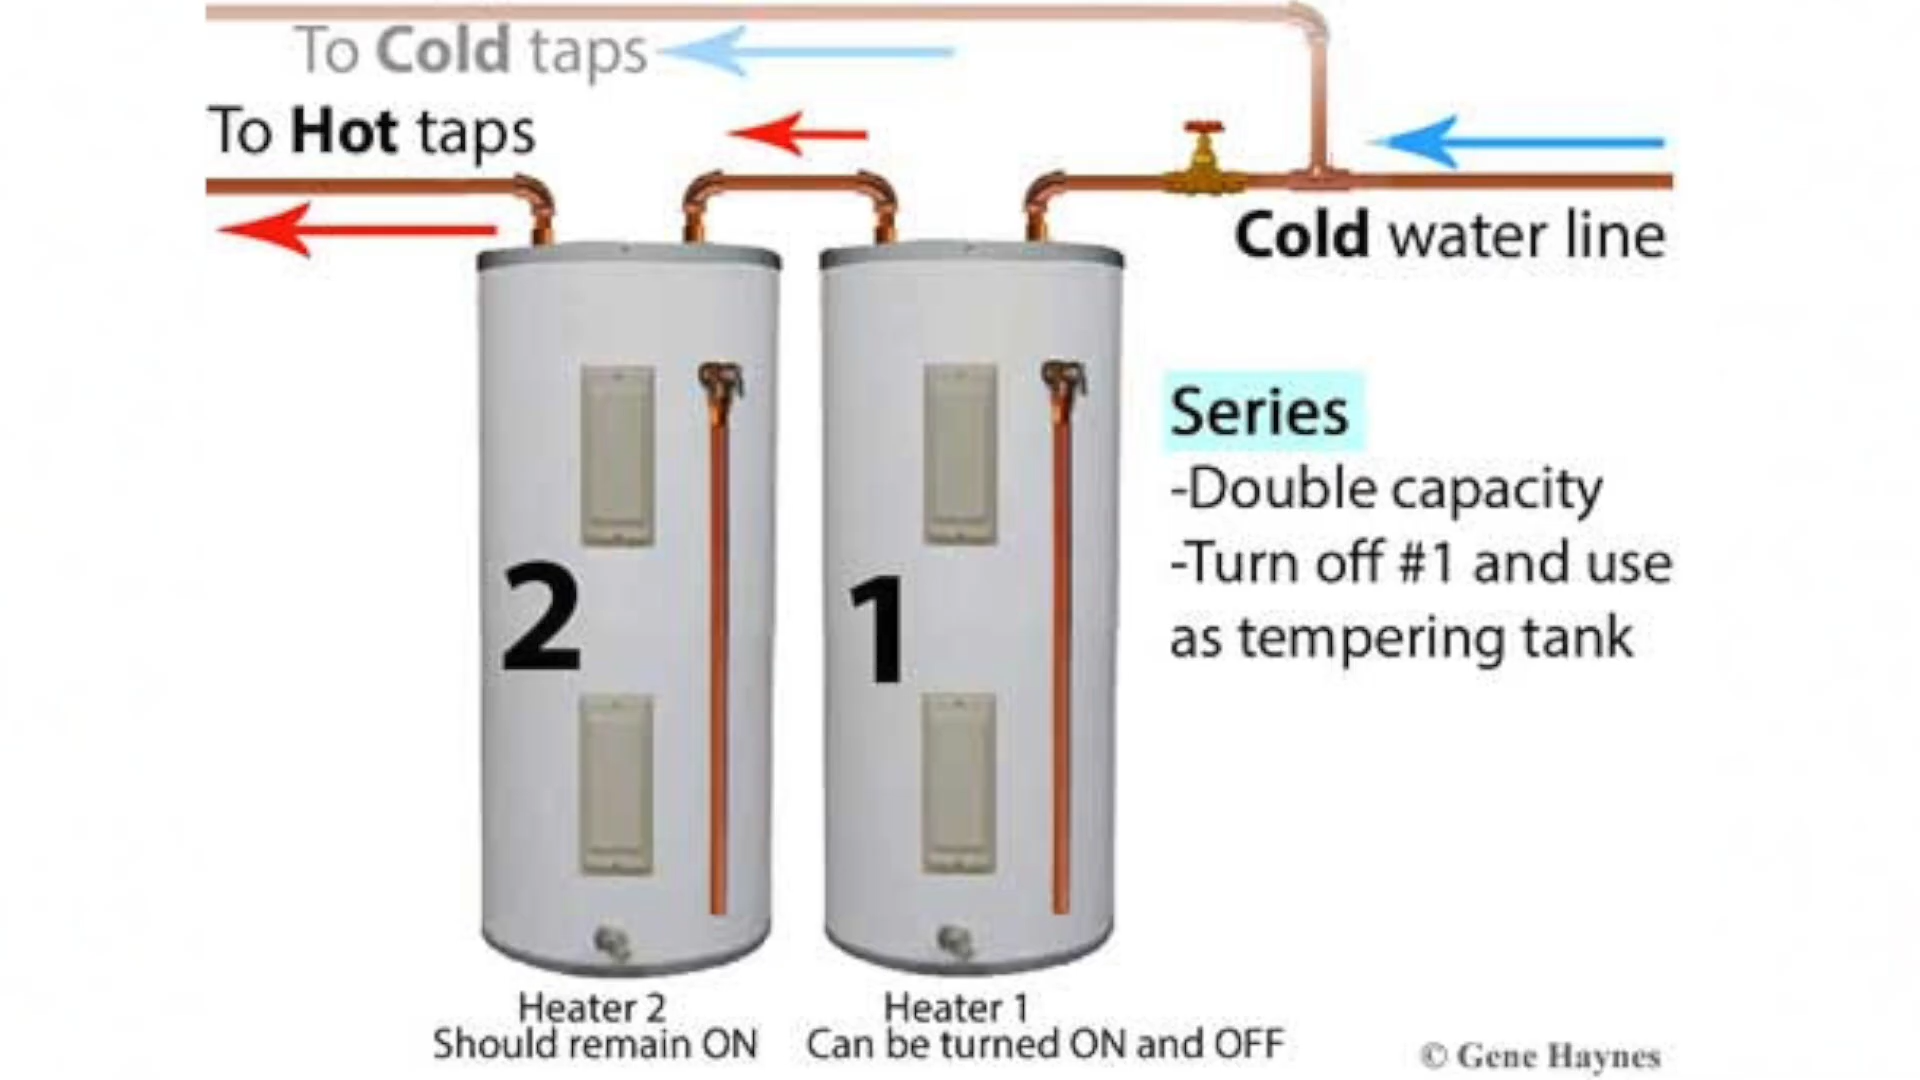 To Cold taps
To Hot taps
Cold water line
Series
-Double capacity
-Turn off #1 and use
as tempering tank
2
1
Heater 2
Should remain ON
Heater 1
Can be turned ON and OFF
© Gene Haynes